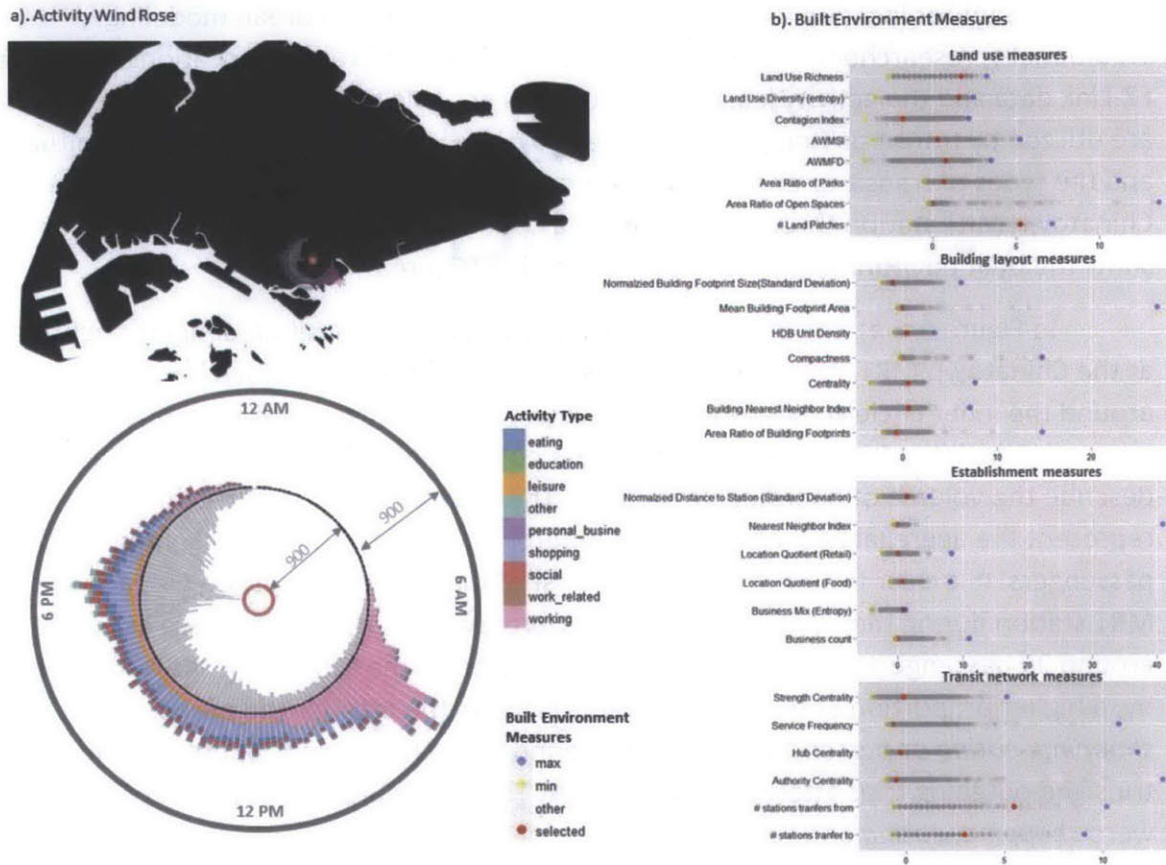 a). Activity Wind Rose
b). Built Environment Measures
Land use measures
Land Use Richness
Land Use Diversity (entropy)
Contagion Index
AWMSI
AWMFD
Area Ratio of Parks
Area Ratio of Open Spaces
# Land Patches
0 5 10
Building layout measures
Normalzied Building Footprint Size(Standard Deviation)
Mean Building Footprint Area
HDB Unit Density
Compactness
Centrality
Building Nearest Neighbor Index
Area Ratio of Building Footprints
0 10 20
Establishment measures
Normalzied Distance to Station (Standard Deviation)
Nearest Neighbor Index
Location Quotient (Retail)
Location Quotient (Food)
Business Mix (Entropy)
Business count
0 10 20 30 40
Transit network measures
Strength Centrality
Service Frequency
Hub Centrality
Authority Centrality
# stations tranfers from
# stations tranfer to
0 5 10
12 AM
6 AM
12 PM
6 PM
900
900
Activity Type
eating
education
leisure
other
personal_busine
shopping
social
work_related
working
Built Environment
Measures
max
min
other
selected